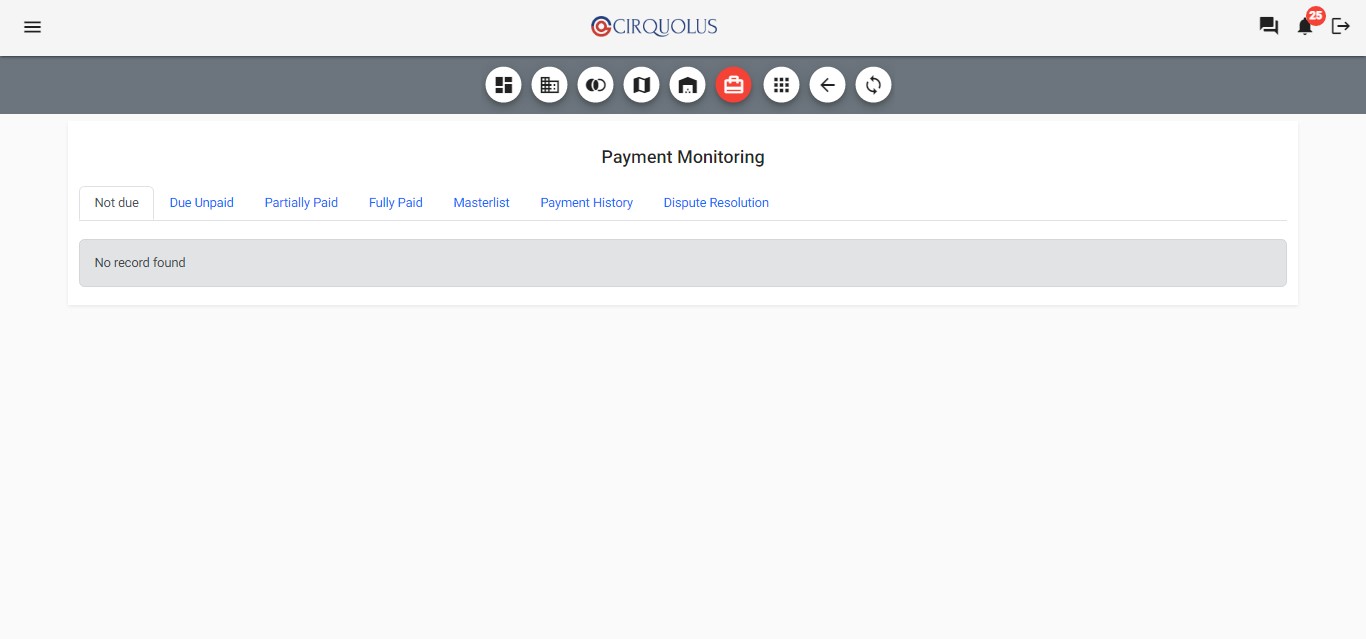 CIRQUOLUS
25
Payment Monitoring
Not due Due Unpaid Partially Paid Fully Paid Masterlist Payment History Dispute Resolution
No record found